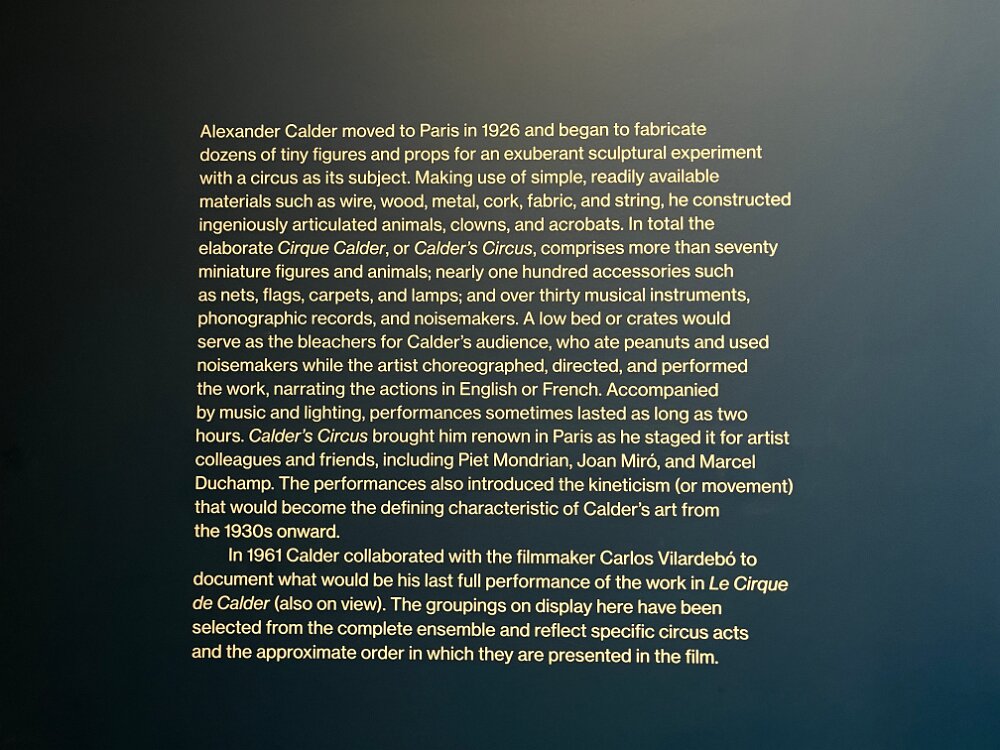 Alexander Calder moved to Paris in 1926 and began to fabricate
dozens of tiny figures and props for an exuberant sculptural experiment
with a circus as its subject. Making use of simple, readily available
materials such as wire, wood, metal, cork, fabric, and string, he constructed
ingeniously articulated animals, clowns, and acrobats. In total the
elaborate Cirque Calder, or Calder’s Circus, comprises more than seventy
miniature figures and animals; nearly one hundred accessories such
as nets, flags, carpets, and lamps; and over thirty musical instruments,
phonographic records, and noisemakers. A low bed or crates would
serve as the bleachers for Calder’s audience, who ate peanuts and used
noisemakers while the artist choreographed, directed, and performed
the work, narrating the actions in English or French. Accompanied
by music and lighting, performances sometimes lasted as long as two
hours. Calder’s Circus brought him renown in Paris as he staged it for artist
colleagues and friends, including Piet Mondrian, Joan Miró, and Marcel
Duchamp. The performances also introduced the kineticism (or movement)
that would become the defining characteristic of Calder’s art from
the 1930s onward.
In 1961 Calder collaborated with the filmmaker Carlos Vilardebó to
document what would be his last full performance of the work in Le Cirque
de Calder (also on view). The groupings on display here have been
selected from the complete ensemble and reflect specific circus acts
and the approximate order in which they are presented in the film.